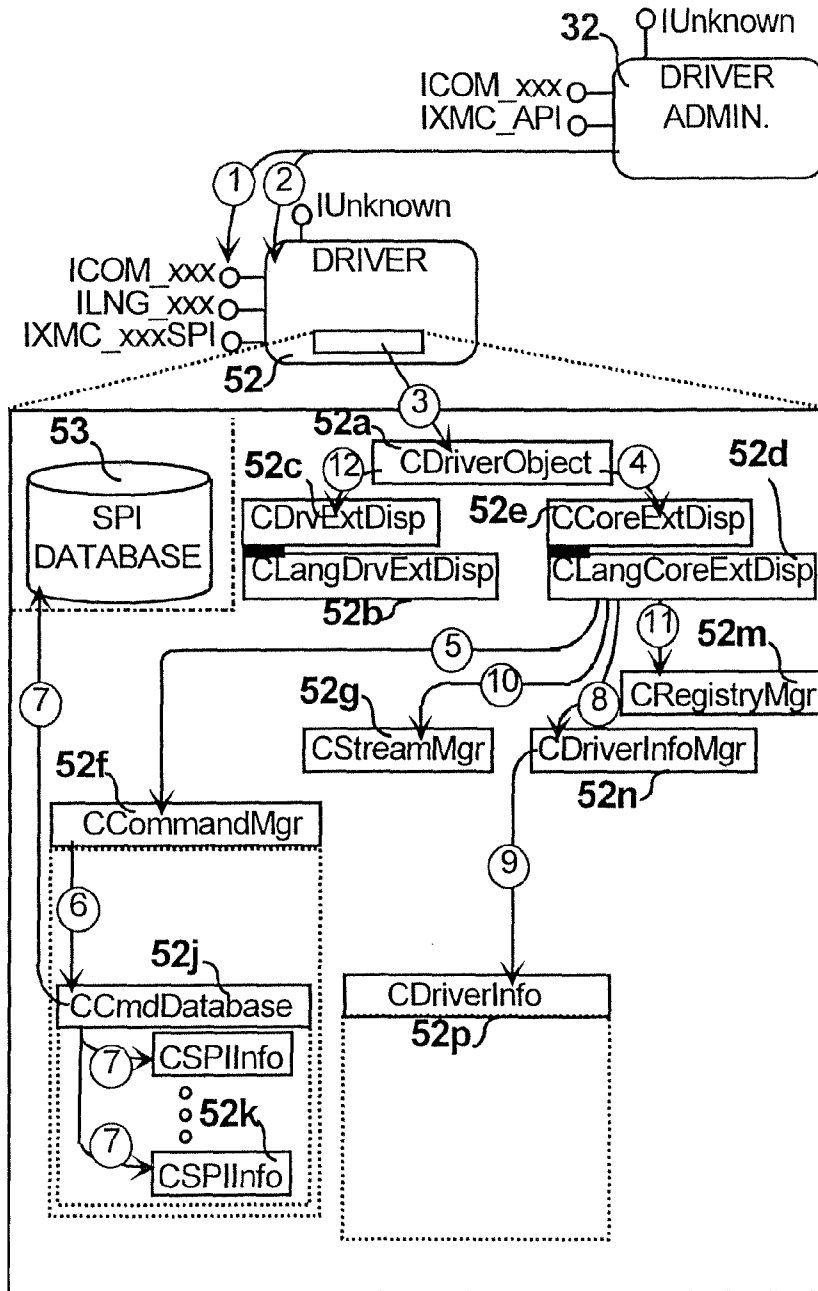 32
IUnknown
ICOM_xxx
IXMC_API
DRIVER
ADMIN.
1
2
IUnknown
ICOM_xxx
ILNG_xxx
IXMC_xxxSPI
DRIVER
52
3
53
SPI
DATABASE
52a
CDriverObject
52c
12
4
52d
CDrvExtDisp
52e
CCoreExtDisp
CLangDrvExtDisp
CLangCoreExtDisp
52b
5
11
52m
7
10
52g
8
CRegistryMgr
CStreamMgr
CDriverInfoMgr
52n
52f
CCommandMgr
9
6
52j
CCmdDatabase
CDriverInfo
52p
7
CSPIInfo
52k
7
CSPIInfo